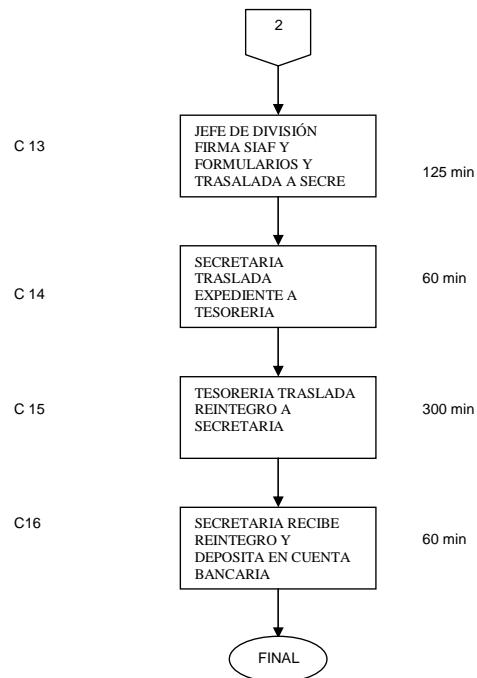 2
C 13
JEFE DE DIVISIÓN
FIRMA SIAF Y
FORMULARIOS Y
TRASALADA A SECRE
125 min
C 14
SECRETARIA
TRASLADA
EXPEDIENTE A
TESORERIA
60 min
C 15
TESORERIA TRASLADA
REINTEGRO A
SECRETARIA
300 min
C16
SECRETARIA RECIBE
REINTEGRO Y
DEPOSITA EN CUENTA
BANCARIA
60 min
FINAL